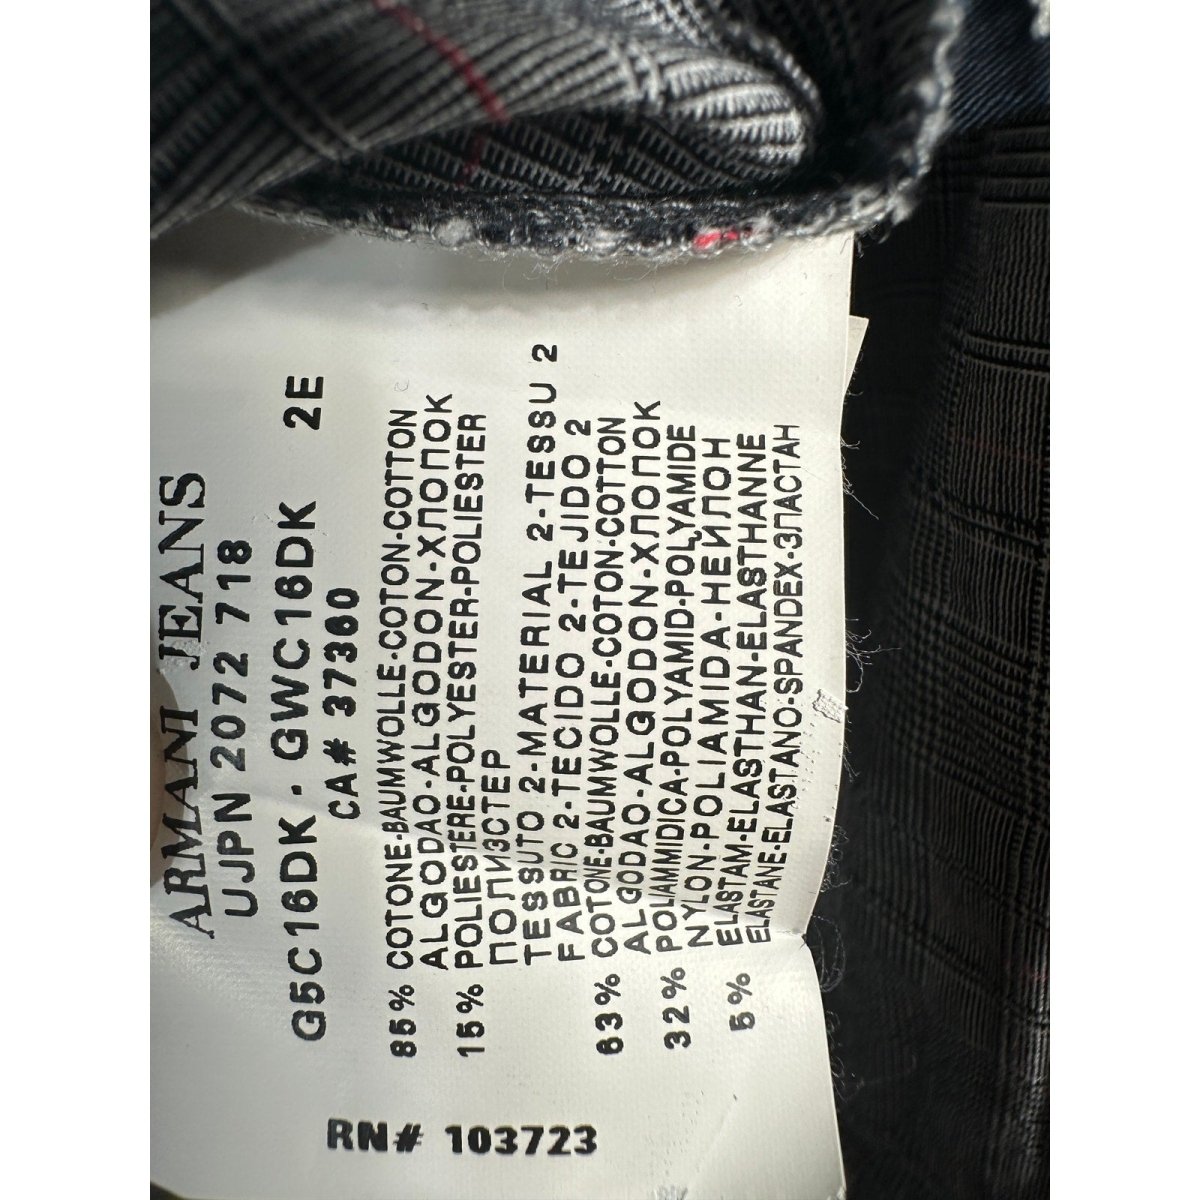 ARMANI JEANS
UJPN 2072 718
G5C16DK - GWC16DK 2E
CA# 37360
85% COTONE-BAUMWOLLE-COTON-COTTON
ALGODAO-ALGODON-ХЛОПОК
15% POLIESTERE-POLYESTER-POLIESTER
ПОЛИЭСТЕР
TESSUTO 2-MATERIAL 2-TESSU 2
FABRIC 2-TECIDO 2-TEJIDO 2
63% COTONE-BAUMWOLLE-COTON-COTTON
ALGODAO-ALGODON-ХЛОПОК
32% POLIAMMIDICA-POLYAMID-POLYAMIDE
NYLON-POLIAMIDA-НЕЙЛОН
5% ELASTAM-ELASTHAN-ELASTHANNE
ELASTANE-ELASTANO-SPANDEX-ЭЛАСТАН
RN# 103723